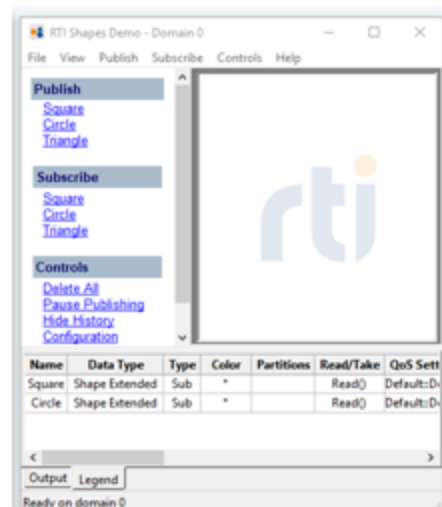 RTI Shapes Demo - Domain 0
File View Publish Subscribe Controls Help
Publish
Square
Circle
Triangle
Subscribe
Square
Circle
Triangle
Controls
Delete All
Pause Publishing
Hide History
Configuration
rti
Name Data Type Type Color Partitions Read/Take QoS Sett
Square Shape Extended Sub * Read() Default::D
Circle Shape Extended Sub * Read() Default::D
Output Legend
Ready on domain 0